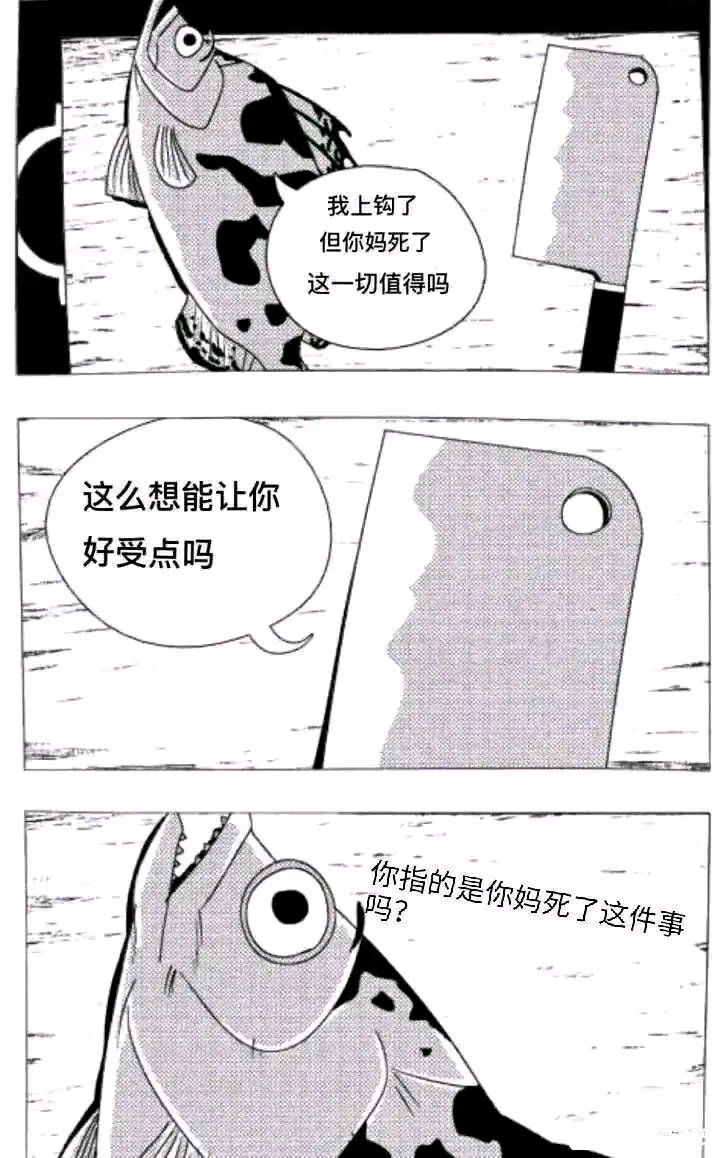 我上钩了
但你妈死了
这一切值得吗
这么想能让你
好受点吗
你指的是你妈死了这件事
吗？